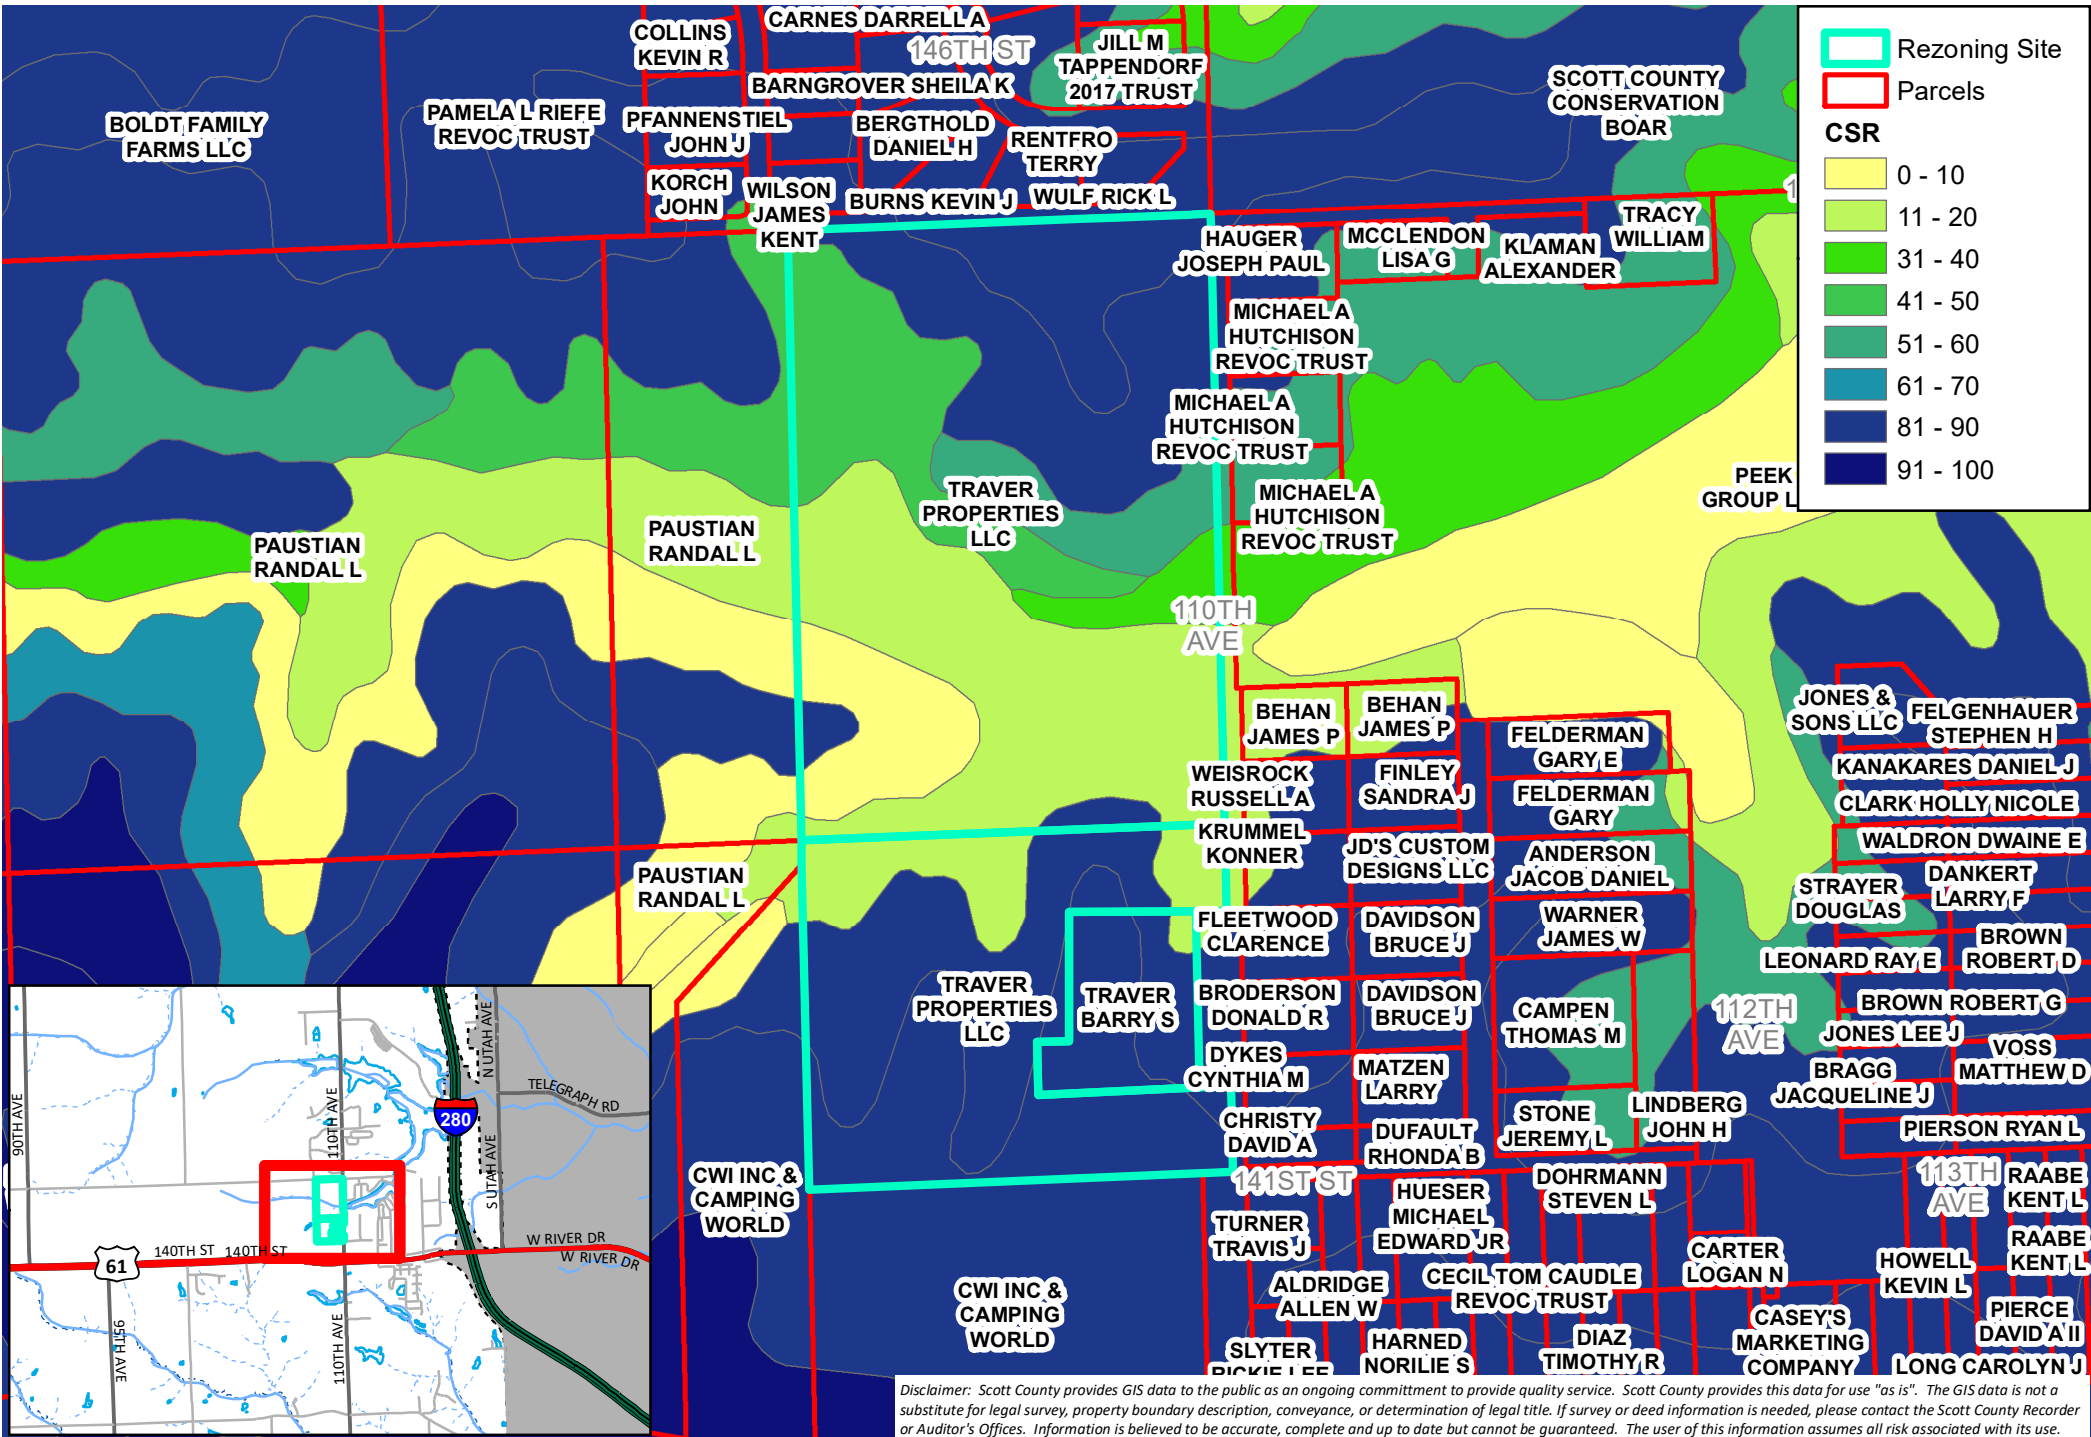 COLLINS
KEVIN R
CARNES DARRELL A
146TH ST
JILL M
TAPPENDORF
2017 TRUST
BARNGROVER SHEILA K
BOLDT FAMILY
FARMS LLC
PAMELA L RIEFE
REVOC TRUST
PFANNENSTIEL
JOHN J
BERGTHOLD
DANIEL H
RENTFRO
TERRY
SCOTT COUNTY
CONSERVATION
BOAR
KORCH
JOHN
WILSON
JAMES
KENT
BURNS KEVIN J
WULF RICK L
HAUGER
JOSEPH PAUL
MCCLENDON
LISA G
KLAMAN
ALEXANDER
TRACY
WILLIAM
MICHAEL A
HUTCHISON
REVOC TRUST
MICHAEL A
HUTCHISON
REVOC TRUST
MICHAEL A
HUTCHISON
REVOC TRUST
Rezoning Site
Parcels
CSR
0 - 10
11 - 20
31 - 40
41 - 50
51 - 60
61 - 70
81 - 90
91 - 100
PEEK
GROUP L
PAUSTIAN
RANDAL L
PAUSTIAN
RANDAL L
TRAVER
PROPERTIES
LLC
110TH
AVE
BEHAN
JAMES P
BEHAN
JAMES P
FELDERMAN
GARY E
JONES &
SONS LLC
FELGENHAUER
STEPHEN H
KANAKARES DANIEL J
WEISROCK
RUSSELL A
FINLEY
SANDRA J
FELDERMAN
GARY
CLARK HOLLY NICOLE
KRUMMEL
KONNER
JD'S CUSTOM
DESIGNS LLC
ANDERSON
JACOB DANIEL
WALDRON DWAINE E
PAUSTIAN
RANDAL L
STRAYER
DOUGLAS
DANKERT
LARRY F
FLEETWOOD
CLARENCE
DAVIDSON
BRUCE J
WARNER
JAMES W
BROWN
ROBERT D
LEONARD RAY E
TRAVER
PROPERTIES
LLC
TRAVER
BARRY S
BRODERSON
DONALD R
DAVIDSON
BRUCE J
CAMPEN
THOMAS M
112TH
AVE
BROWN ROBERT G
JONES LEE J
DYKES
CYNTHIA M
MATZEN
LARRY
BRAGG
JACQUELINE J
VOSS
MATTHEW D
CHRISTY
DAVID A
DUFAULT
RHONDA B
STONE
JEREMY L
LINDBERG
JOHN H
PIERSON RYAN L
CWI INC &
CAMPING
WORLD
141ST ST
HUESER
MICHAEL
EDWARD JR
DOHRMANN
STEVEN L
113TH
AVE
RAABE
KENT L
TURNER
TRAVIS J
CARTER
LOGAN N
HOWELL
KEVIN L
RAABE
KENT L
CWI INC &
CAMPING
WORLD
ALDRIDGE
ALLEN W
CECIL TOM CAUDLE
REVOC TRUST
CASEY'S
MARKETING
COMPANY
PIERCE
DAVID A II
SLYTER
RICKIE LEE
HARNED
NORILIE S
DIAZ
TIMOTHY R
LONG CAROLYN J
90TH AVE
110TH AVE
N UTAH AVE
TELEGRAPH RD
280
S UTAH AVE
140TH ST
140TH ST
W RIVER DR
W RIVER DR
61
95TH AVE
110TH AVE
Disclaimer: Scott County provides GIS data to the public as an ongoing committment to provide quality service. Scott County provides this data for use "as is". The GIS data is not a
substitute for legal survey, property boundary description, conveyance, or determination of legal title. If survey or deed information is needed, please contact the Scott County Recorder
or Auditor's Offices. Information is believed to be accurate, complete and up to date but cannot be guaranteed. The user of this information assumes all risk associated with its use.